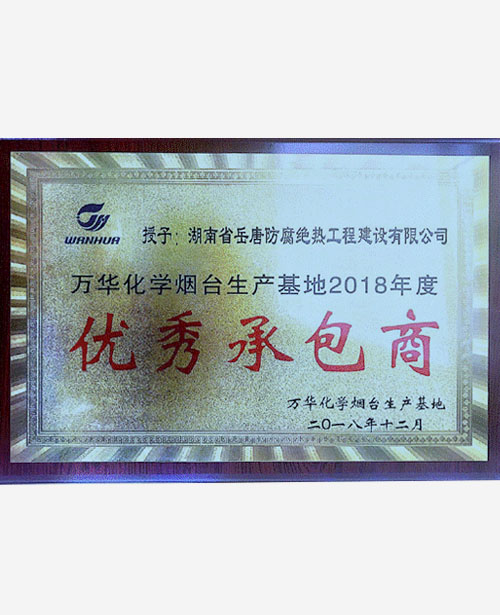 WANHUA
授予：湖南省岳唐防腐绝热工程建设有限公司
万华化学烟台生产基地2018年度
优秀承包商
万华化学烟台生产基地
二〇一八年十二月